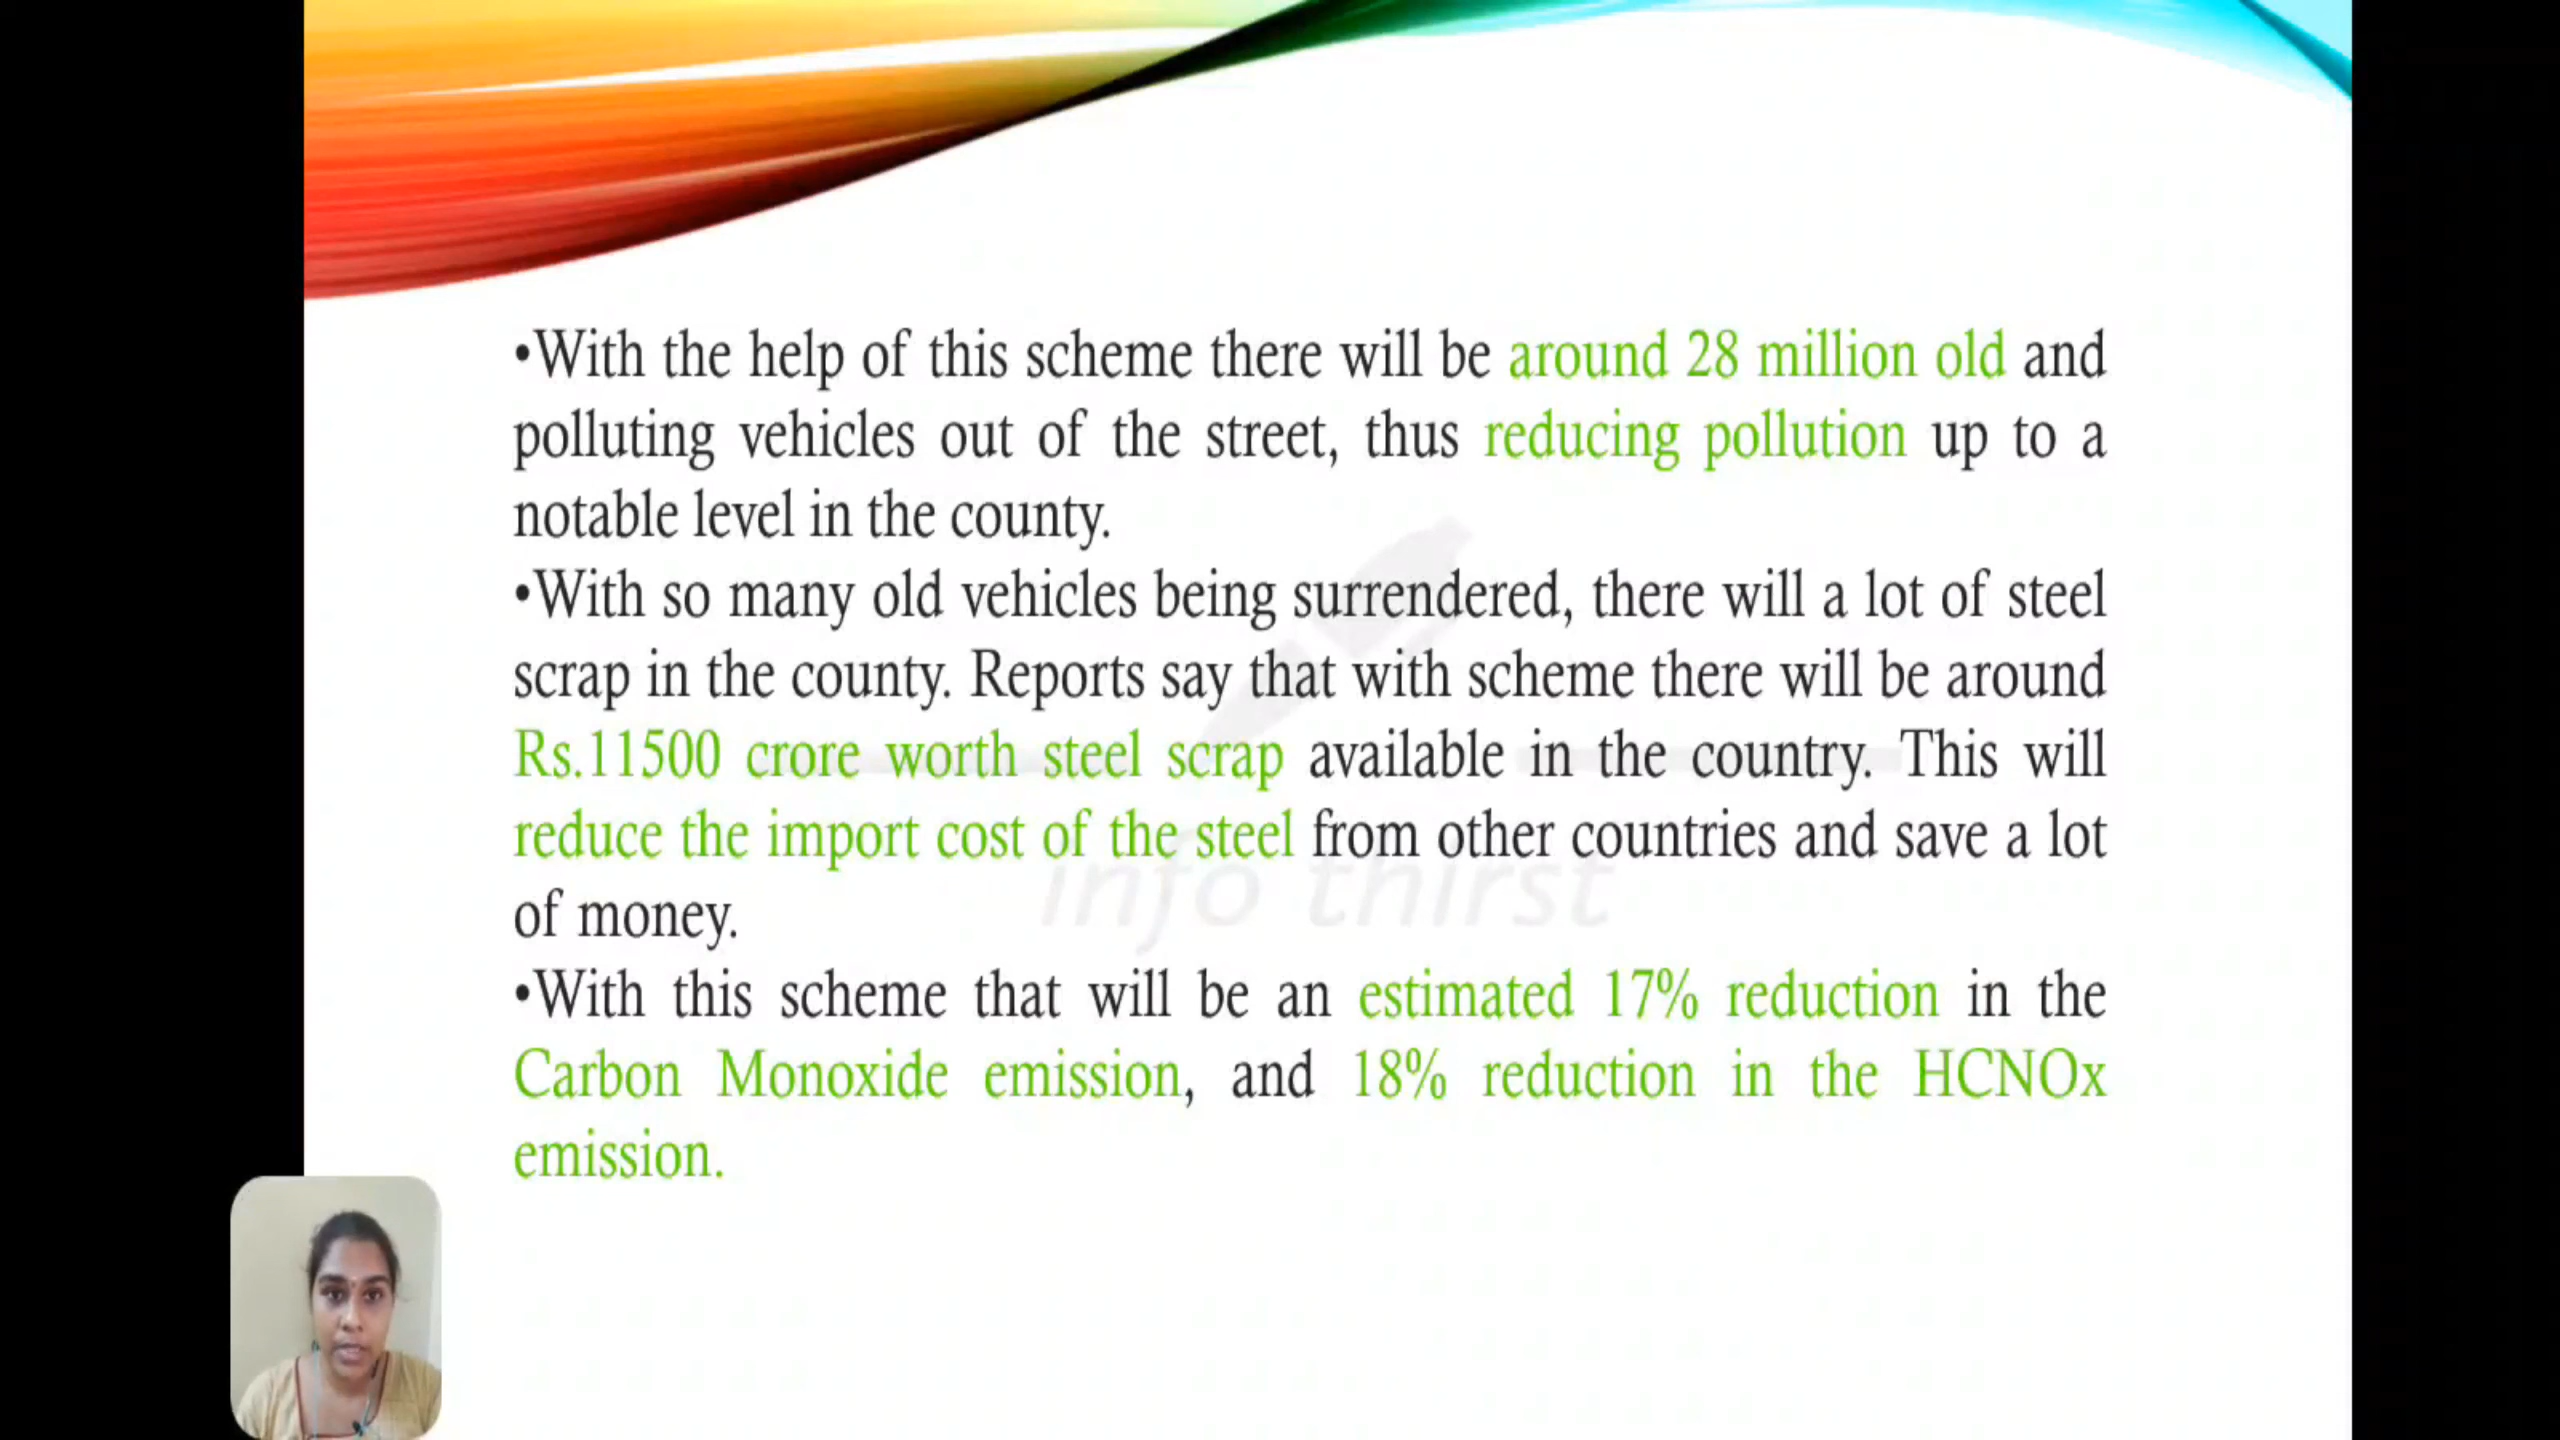 •With the help of this scheme there will be around 28 million old and
polluting vehicles out of the street, thus reducing pollution up to a
notable level in the county.
•With so many old vehicles being surrendered, there will a lot of steel
scrap in the county. Reports say that with scheme there will be around
Rs.11500 crore worth steel scrap available in the country. This will
reduce the import cost of the steel from other countries and save a lot
of money.
info thirst
•With this scheme that will be an estimated 17% reduction in the
Carbon Monoxide emission, and 18% reduction in the HCNOx
emission.